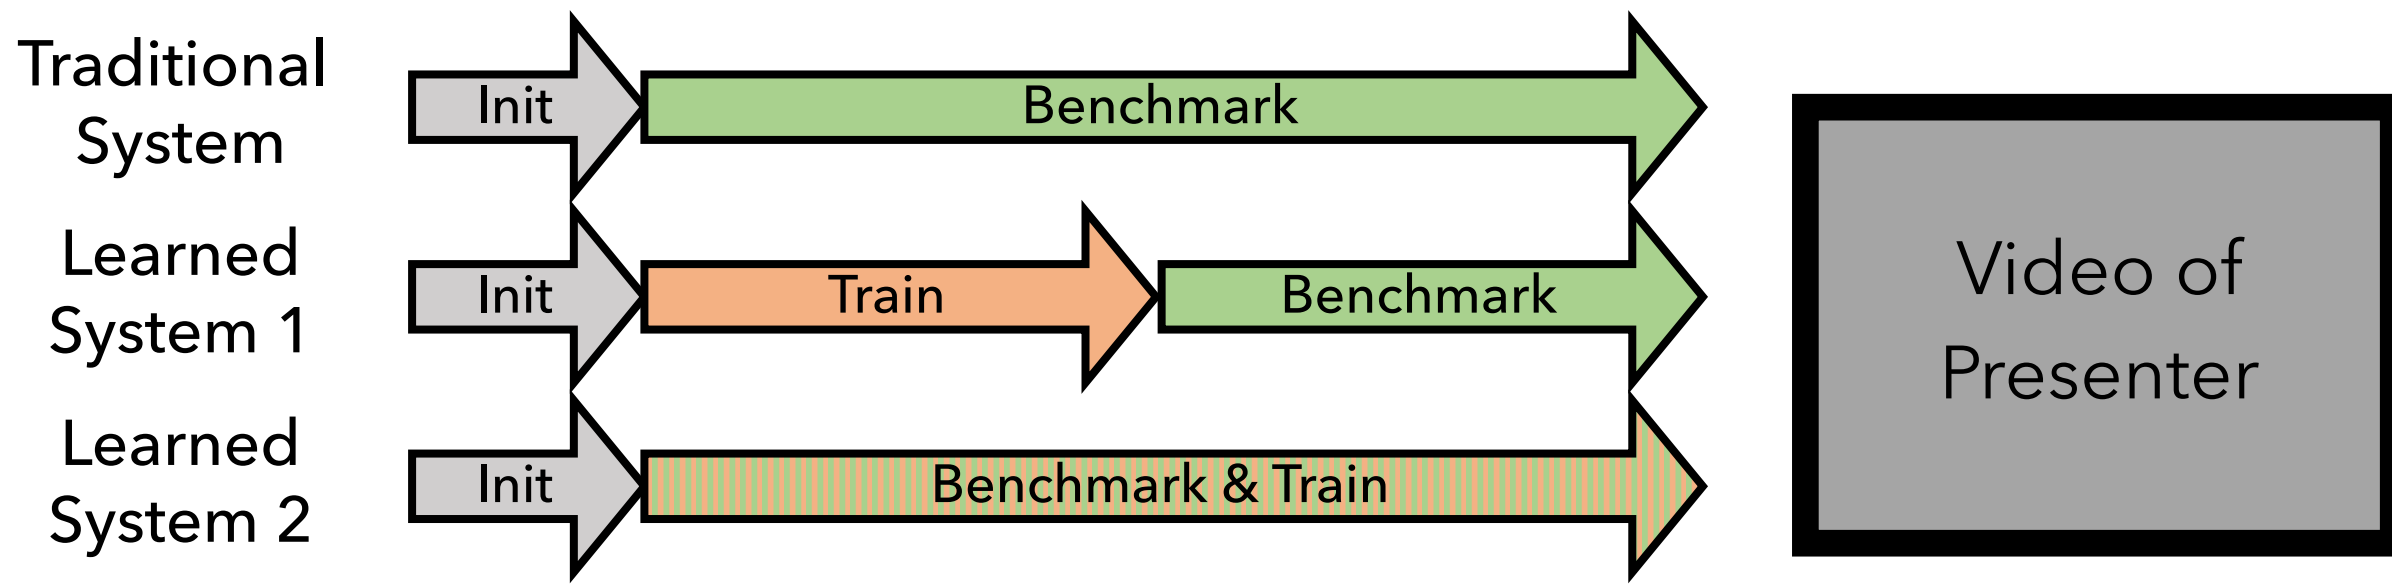 Traditional
System
Init
Benchmark
Learned
System 1
Init
Train
Benchmark
Learned
System 2
Init
Benchmark & Train
Video of
Presenter